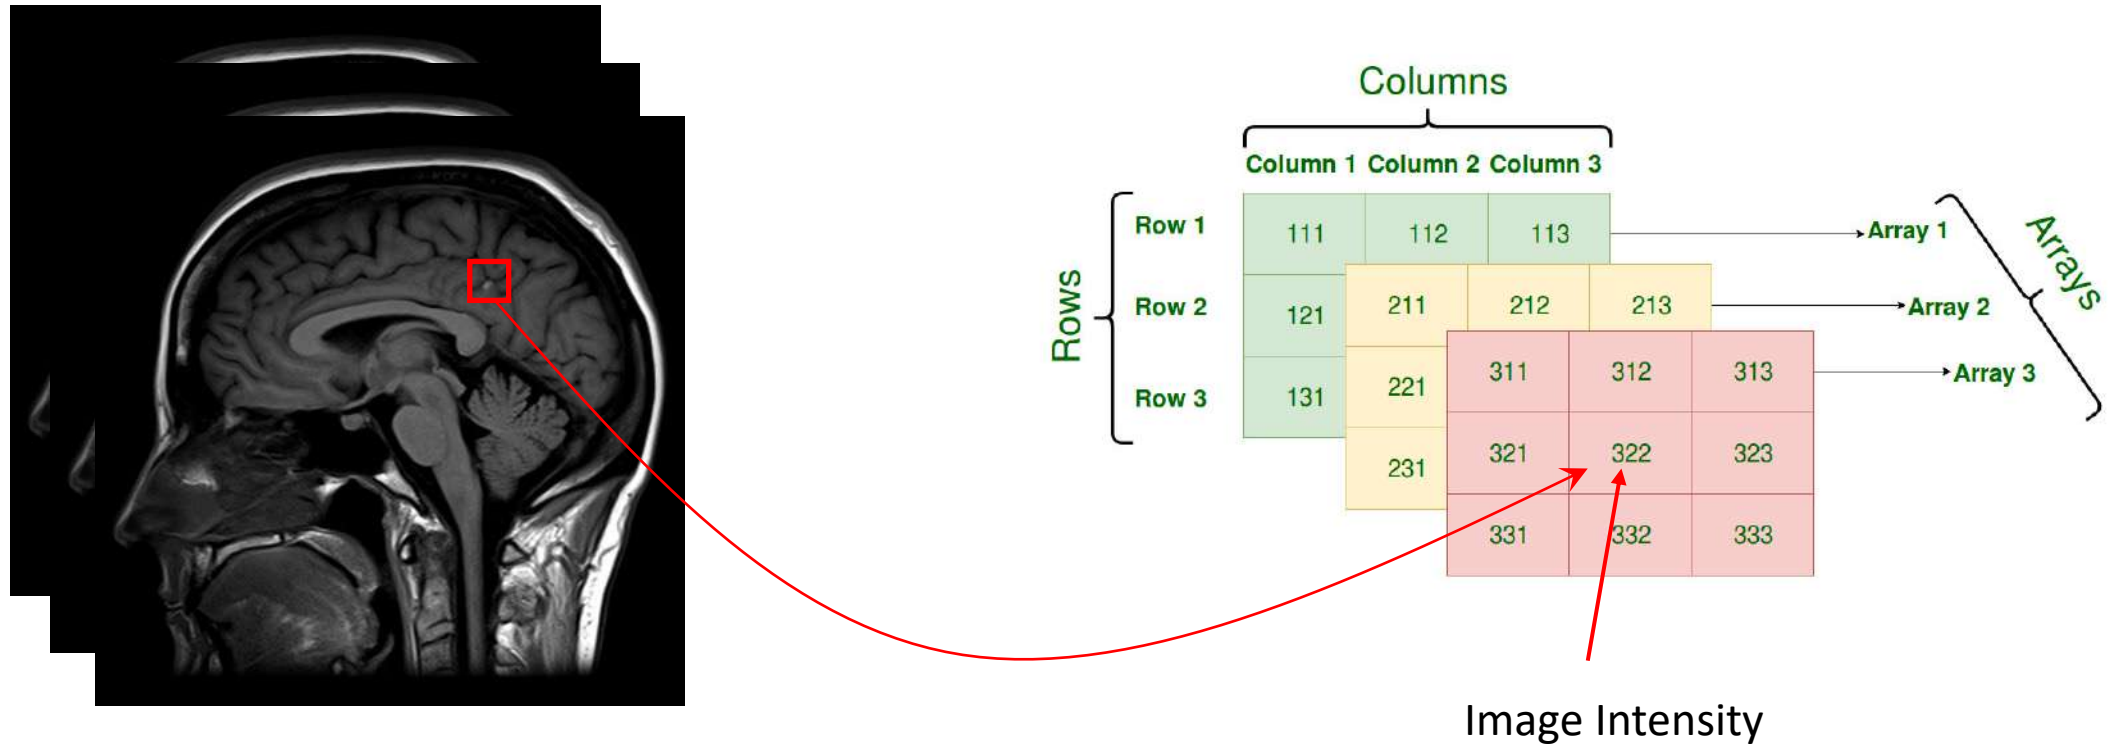 Columns
Column 1 Column 2 Column 3
Rows
Row 1
Row 2
Row 3
111 112 113
121
131
211 212 213
221
231
311 312 313
321 322 323
331 332 333
Array 1
Array 2
Array 3
Arrays
Image Intensity